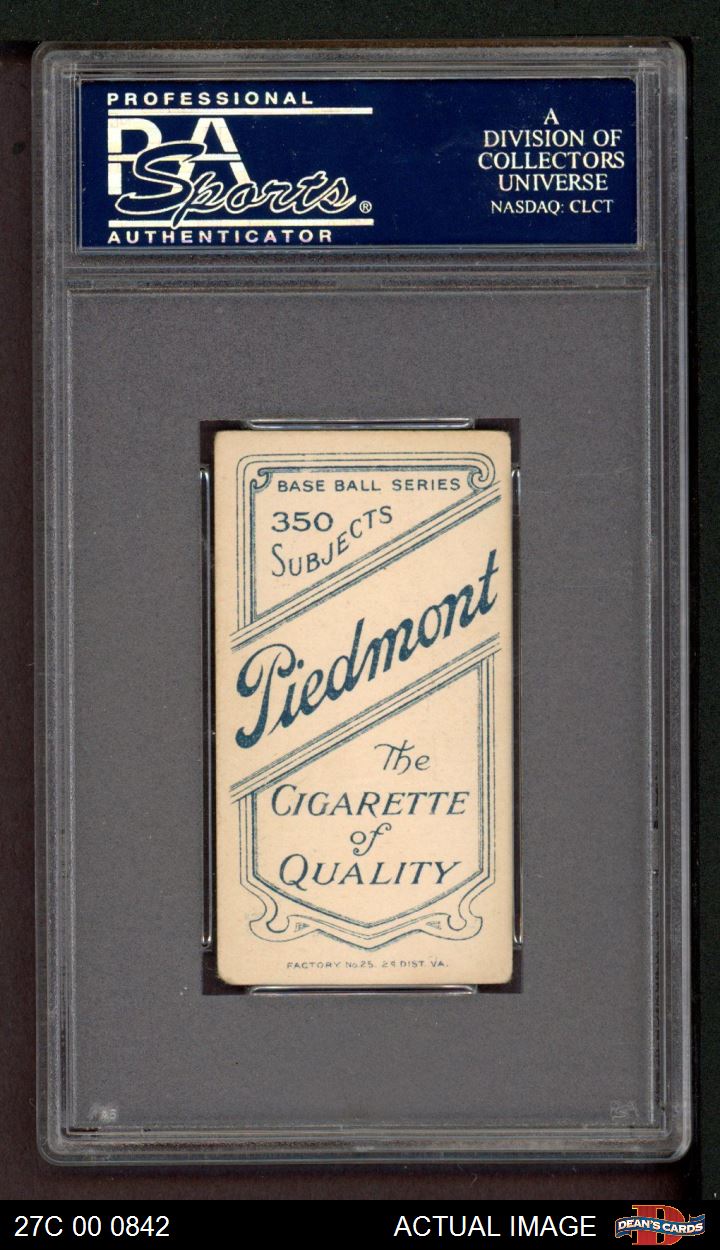 PROFESSIONAL
PSA
Sports®
AUTHENTICATOR
A
DIVISION OF
COLLECTORS
UNIVERSE
NASDAQ: CLCT
BASE BALL SERIES
350
SUBJECTS
Piedmont
The
CIGARETTE
of
QUALITY
FACTORY No. 25. 2d DIST. VA.
27C 00 0842
ACTUAL IMAGE
D
DEAN'S CARDS